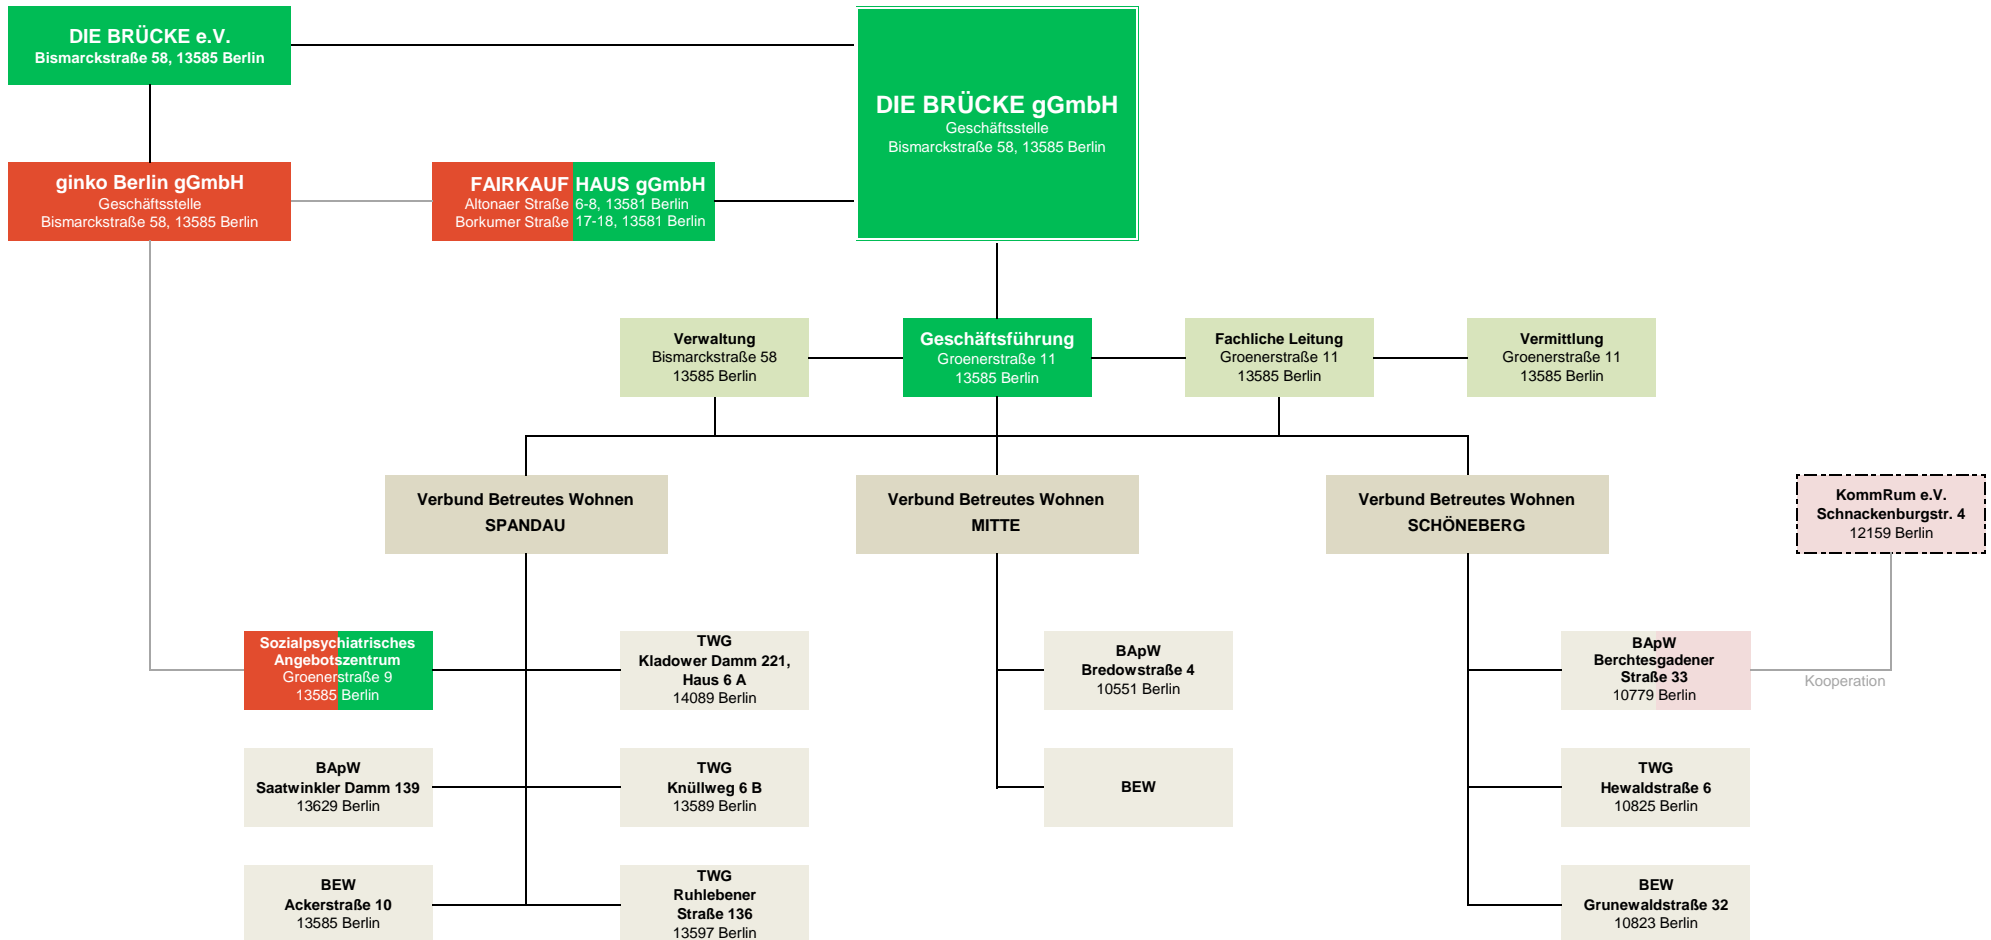 DIE BRÜCKE e.V.
Bismarckstraße 58, 13585 Berlin
DIE BRÜCKE gGmbH
Geschäftsstelle
Bismarckstraße 58, 13585 Berlin
ginko Berlin gGmbH
Geschäftsstelle
Bismarckstraße 58, 13585 Berlin
FAIRKAUF HAUS gGmbH
Altonaer Straße 6-8, 13581 Berlin
Borkumer Straße 17-18, 13581 Berlin
Verwaltung
Bismarckstraße 58
13585 Berlin
Geschäftsführung
Groenerstraße 11
13585 Berlin
Fachliche Leitung
Groenerstraße 11
13585 Berlin
Vermittlung
Groenerstraße 11
13585 Berlin
Verbund Betreutes Wohnen
SPANDAU
Verbund Betreutes Wohnen
MITTE
Verbund Betreutes Wohnen
SCHÖNEBERG
KommRum e.V.
Schnackenburgstr. 4
12159 Berlin
Sozialpsychiatrisches
Angebotszentrum
Groenerstraße 9
13585 Berlin
TWG
Kladower Damm 221,
Haus 6 A
14089 Berlin
BApW
Bredowstraße 4
10551 Berlin
BApW
Berchtesgadener
Straße 33
10779 Berlin
Kooperation
BApW
Saatwinkler Damm 139
13629 Berlin
TWG
Knüllweg 6 B
13589 Berlin
BEW
TWG
Hewaldstraße 6
10825 Berlin
BEW
Ackerstraße 10
13585 Berlin
TWG
Ruhlebener
Straße 136
13597 Berlin
BEW
Grunewaldstraße 32
10823 Berlin